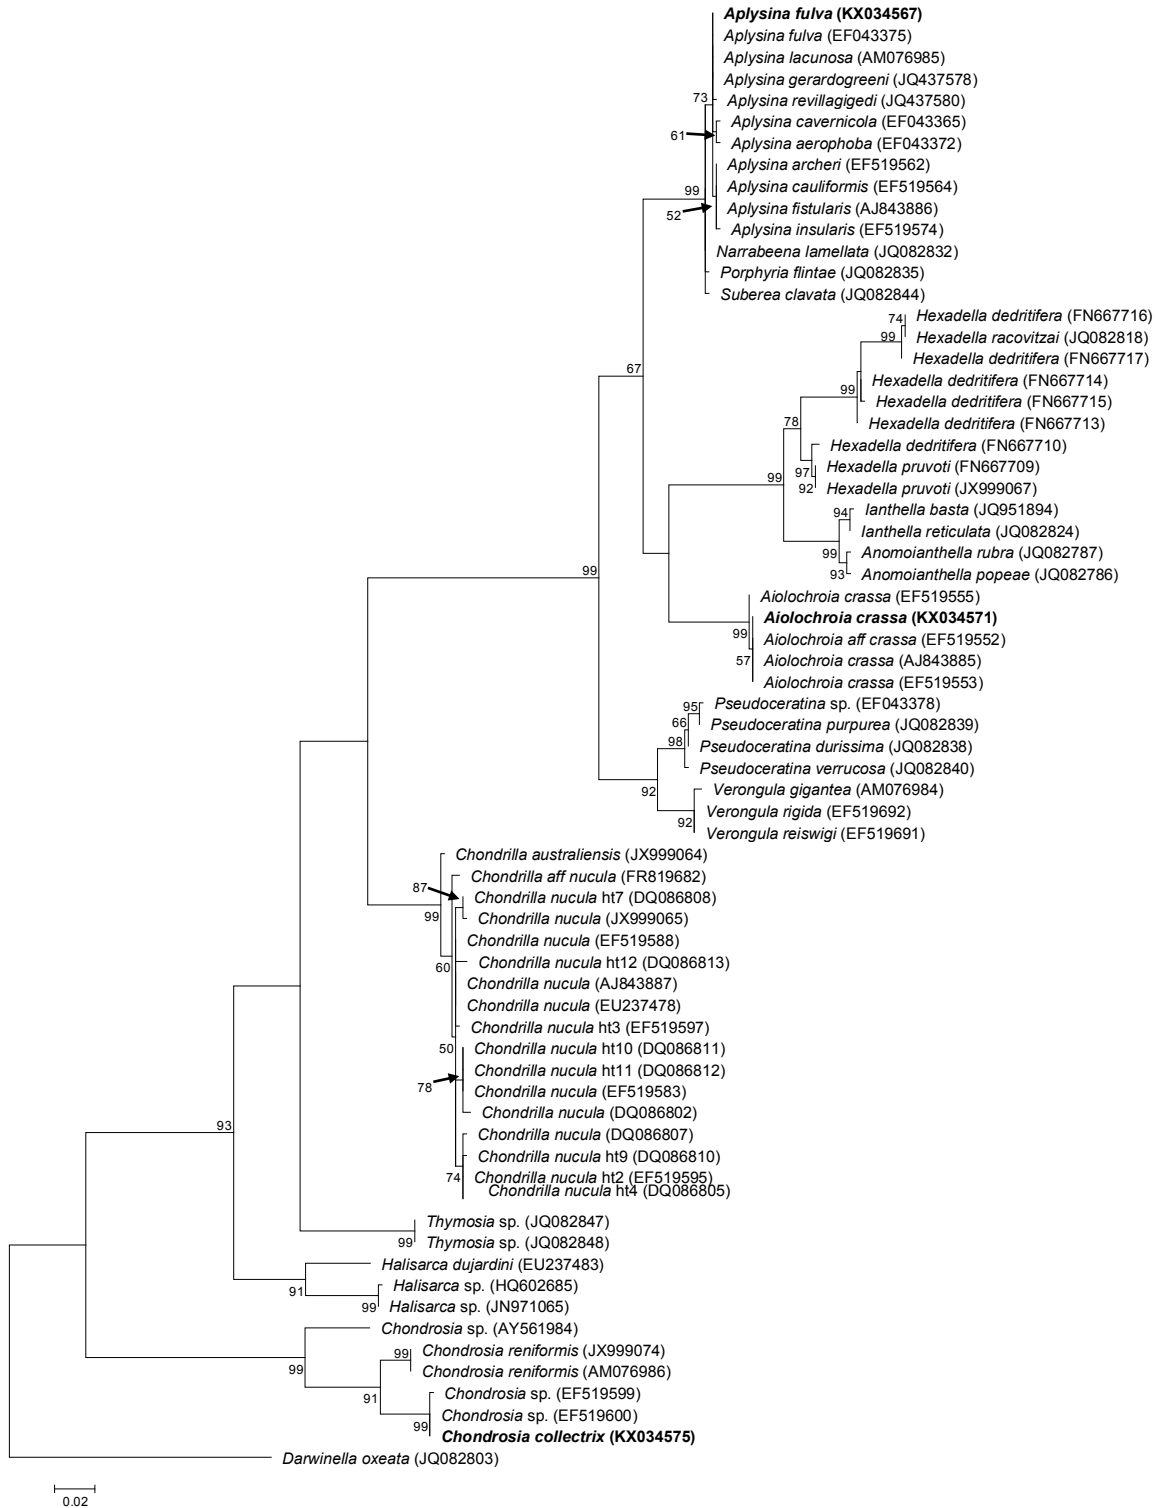 Aplysina fulva (KX034567)
Aplysina fulva (EF043375)
Aplysina lacunosa (AM076985)
Aplysina gerardogreeni (JQ437578)
73
Aplysina revillagigedi (JQ437580)
Aplysina cavernicola (EF043365)
61
Aplysina aerophoba (EF043372)
Aplysina archeri (EF519562)
99
Aplysina cauliformis (EF519564)
52
Aplysina fistularis (AJ843886)
Aplysina insularis (EF519574)
Narrabeena lamellata (JQ082832)
Porphyria flintae (JQ082835)
Suberea clavata (JQ082844)
74
Hexadella dedritifera (FN667716)
99
Hexadella racovitzai (JQ082818)
Hexadella dedritifera (FN667717)
67
Hexadella dedritifera (FN667714)
99
Hexadella dedritifera (FN667715)
Hexadella dedritifera (FN667713)
78
Hexadella dedritifera (FN667710)
97
Hexadella pruvoti (FN667709)
99
92
Hexadella pruvoti (JX999067)
94
Ianthella basta (JQ951894)
Ianthella reticulata (JQ082824)
99
Anomoianthella rubra (JQ082787)
93
Anomoianthella popeae (JQ082786)
99
Aiolochroia crassa (EF519555)
Aiolochroia crassa (KX034571)
99
Aiolochroia aff crassa (EF519552)
57
Aiolochroia crassa (AJ843885)
Aiolochroia crassa (EF519553)
95
Pseudoceratina sp. (EF043378)
66
Pseudoceratina purpurea (JQ082839)
98
Pseudoceratina durissima (JQ082838)
Pseudoceratina verrucosa (JQ082840)
92
Verongula gigantea (AM076984)
Verongula rigida (EF519692)
92
Verongula reiswigi (EF519691)
Chondrilla australiensis (JX999064)
Chondrilla aff nucula (FR819682)
87
Chondrilla nucula ht7 (DQ086808)
99
Chondrilla nucula (JX999065)
Chondrilla nucula (EF519588)
60
Chondrilla nucula ht12 (DQ086813)
Chondrilla nucula (AJ843887)
Chondrilla nucula (EU237478)
Chondrilla nucula ht3 (EF519597)
50
Chondrilla nucula ht10 (DQ086811)
Chondrilla nucula ht11 (DQ086812)
78
Chondrilla nucula (EF519583)
Chondrilla nucula (DQ086802)
93
Chondrilla nucula (DQ086807)
Chondrilla nucula ht9 (DQ086810)
74
Chondrilla nucula ht2 (EF519595)
Chondrilla nucula ht4 (DQ086805)
Thymosia sp. (JQ082847)
99
Thymosia sp. (JQ082848)
Halisarca dujardini (EU237483)
91
Halisarca sp. (HQ602685)
99
Halisarca sp. (JN971065)
Chondrosia sp. (AY561984)
99
Chondrosia reniformis (JX999074)
99
Chondrosia reniformis (AM076986)
91
Chondrosia sp. (EF519599)
Chondrosia sp. (EF519600)
99
Chondrosia collectrix (KX034575)
Darwinella oxeata (JQ082803)
0.02